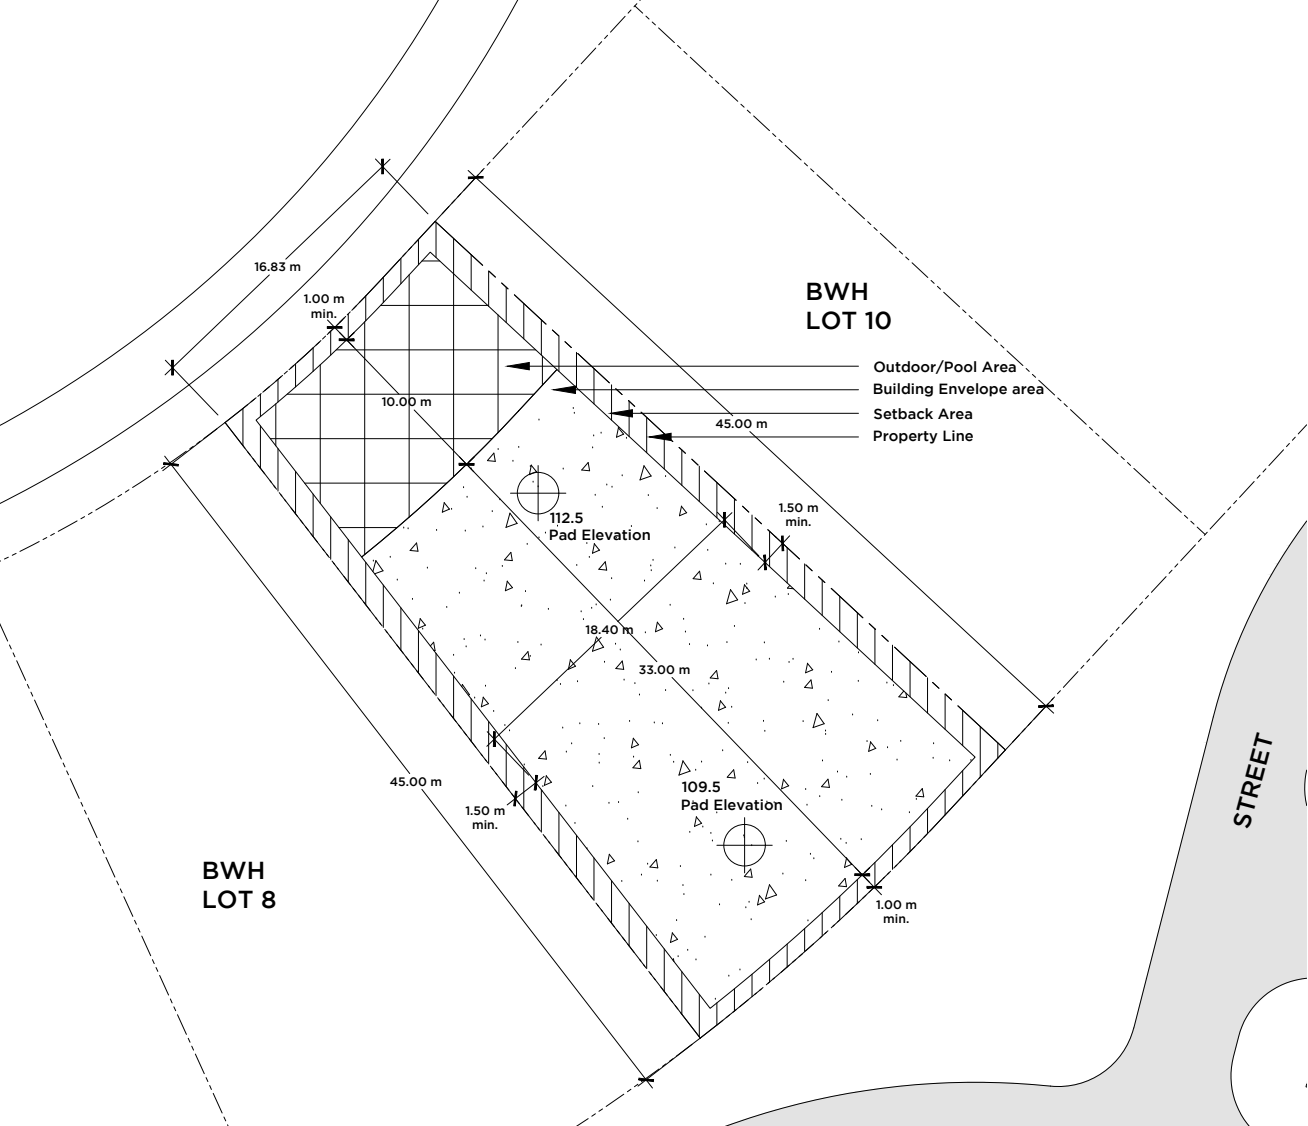 16.83 m
1.00 m
min.
BWH
LOT 10
Outdoor/Pool Area
Building Envelope area
Setback Area
Property Line
10.00 m
45.00 m
1.50 m
min.
112.5
Pad Elevation
18.40 m
33.00 m
STREET
45.00 m
109.5
Pad Elevation
1.50 m
min.
BWH
LOT 8
1.00 m
min.